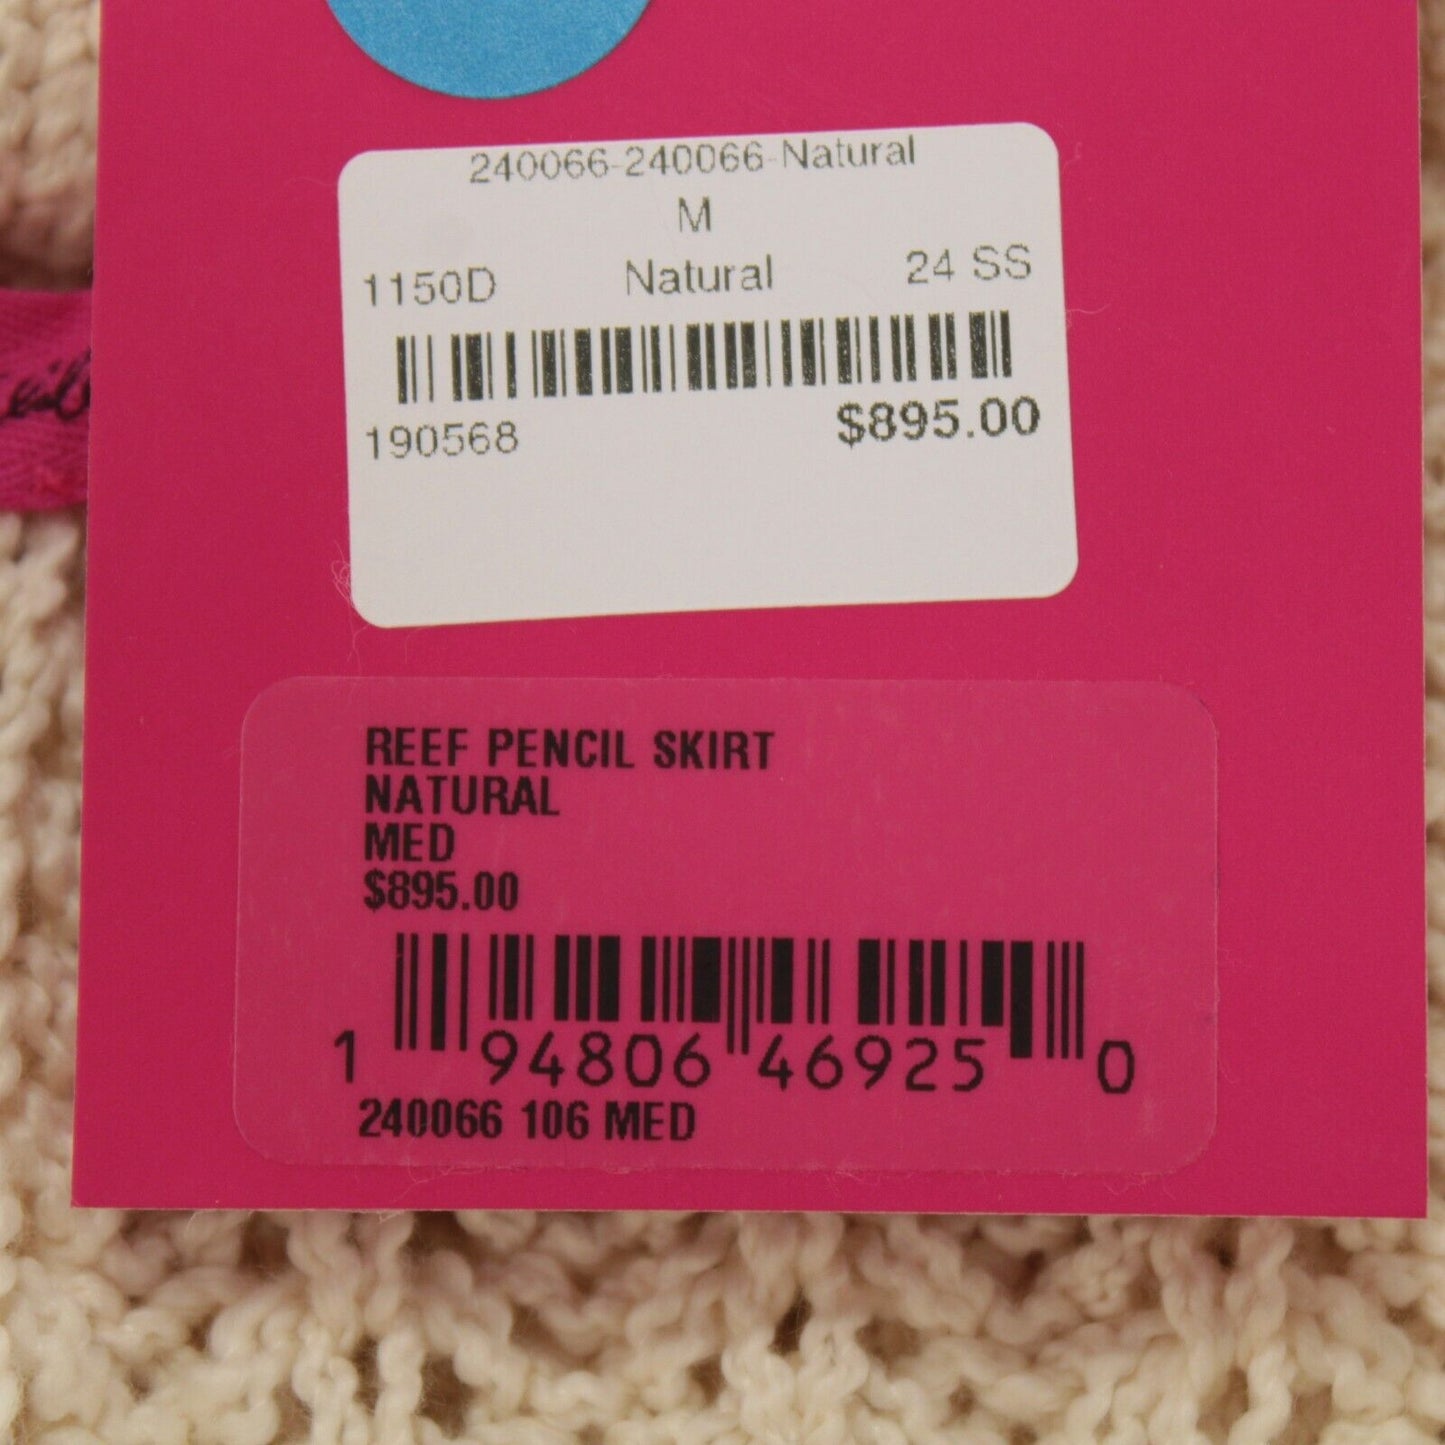 240066-240066-Natural
M
1150D Natural 24 SS
190568 $895.00
REEF PENCIL SKIRT
NATURAL
MED
$895.00
1 94806 46925 0
240066 106 MED